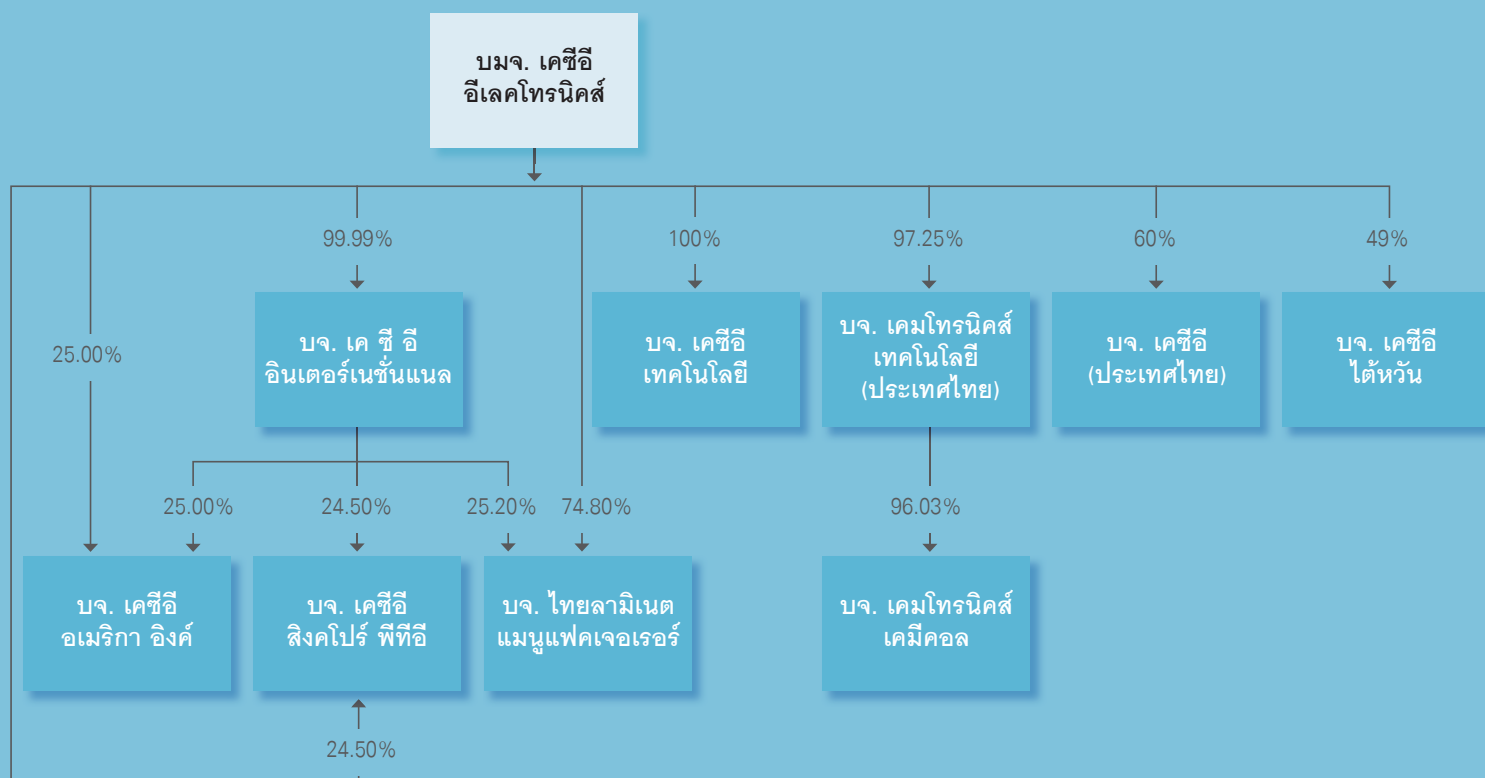 บมจ. เคซีอี
อีเลคโทรนิคส์
99.99%
100%
97.25%
60%
49%
25.00%
บจ. เค ซี อี
อินเตอร์เนชั่นแนล
บจ. เคซีอี
เทคโนโลยี
บจ. เคมโทรนิคส์
เทคโนโลยี
(ประเทศไทย)
บจ. เคซีอี
(ประเทศไทย)
บจ. เคซีอี
ไต้หวัน
25.00%
24.50%
25.20%
74.80%
96.03%
บจ. เคซีอี
อเมริกา อิงค์
บจ. เคซีอี
สิงคโปร์ พีทีอี
บจ. ไทยลามิเนต
แมนูแฟคเจอเรอร์
บจ. เคมโทรนิคส์
เคมีคอล
24.50%